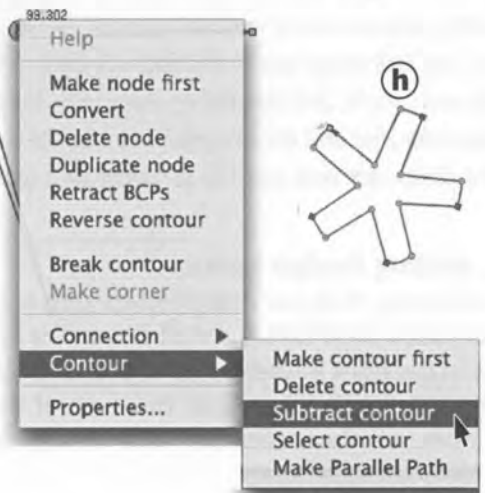 99.302
Help
Make node first
Convert
Delete node
Duplicate node
Retract BCPs
Reverse contour
Break contour
Make corner
Connection
Contour
Properties...
h
Make contour first
Delete contour
Subtract contour
Select contour
Make Parallel Path